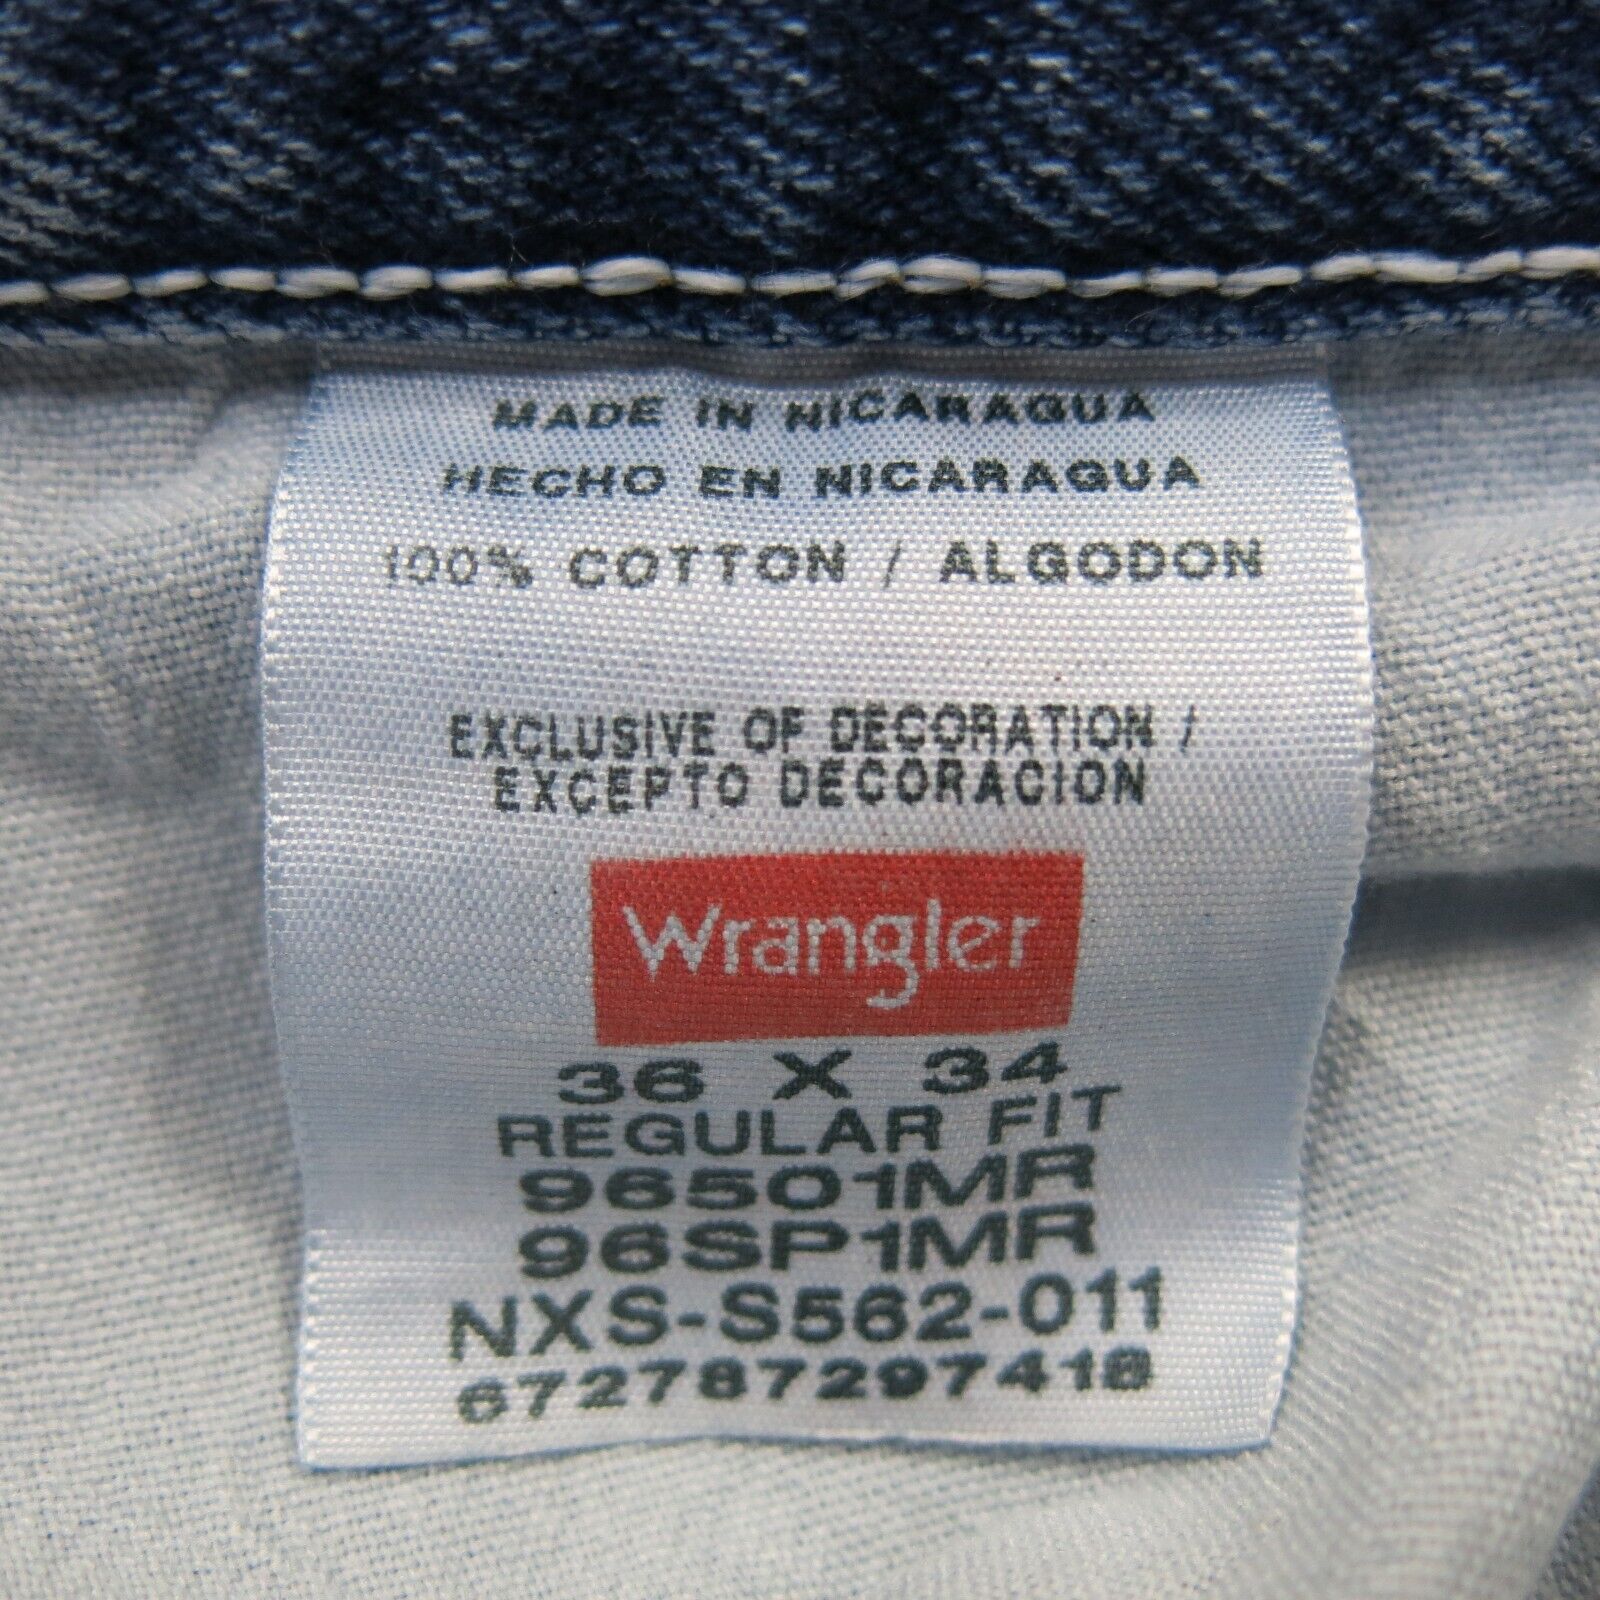 MADE IN NICARAGUA
HECHO EN NICARAGUA
100% COTTON / ALGODON
EXCLUSIVE OF DECORATION /
EXCEPTO DECORACION
Wrangler
36 X 34
REGULAR FIT
96501MR
96SP1MR
NXS-S562-011
672787297418